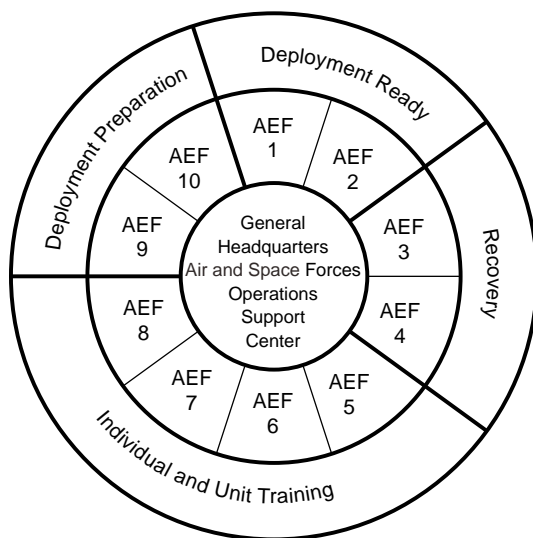 Deployment Preparation
Deployment Ready
Recovery
Individual and Unit Training
AEF
1
AEF
2
AEF
3
AEF
4
AEF
5
AEF
6
AEF
7
AEF
8
AEF
9
AEF
10
General
Headquarters
Air and Space Forces
Operations
Support
Center